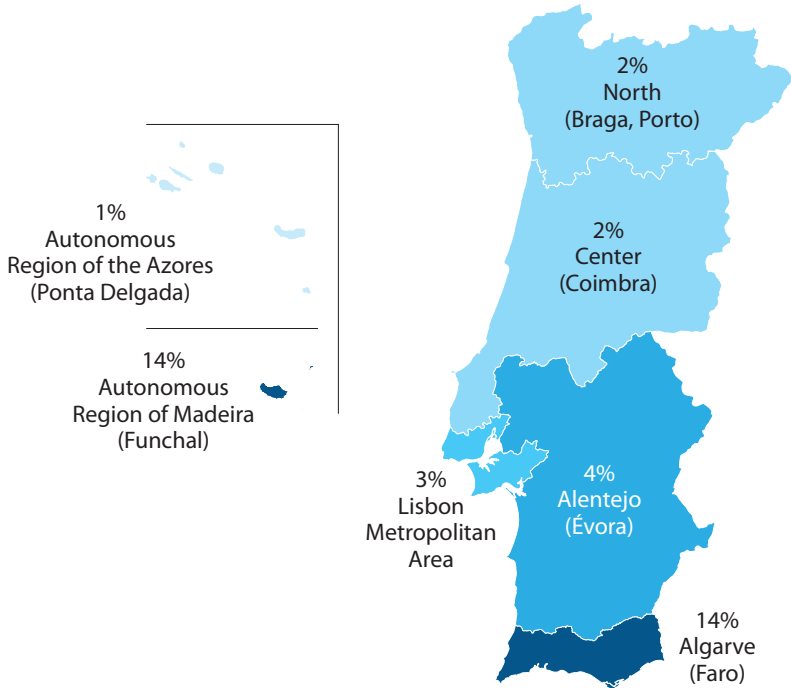 2%
North
(Braga, Porto)
1%
Autonomous
Region of the Azores
(Ponta Delgada)
2%
Center
(Coimbra)
14%
Autonomous
Region of Madeira
(Funchal)
3%
Lisbon
Metropolitan
Area
4%
Alentejo
(Évora)
14%
Algarve
(Faro)